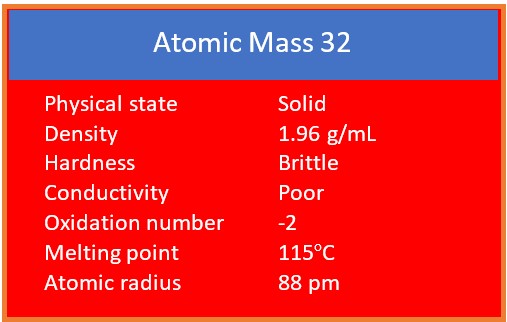 Atomic Mass 32
Physical state Solid
Density 1.96 g/mL
Hardness Brittle
Conductivity Poor
Oxidation number -2
Melting point 115°C
Atomic radius 88 pm